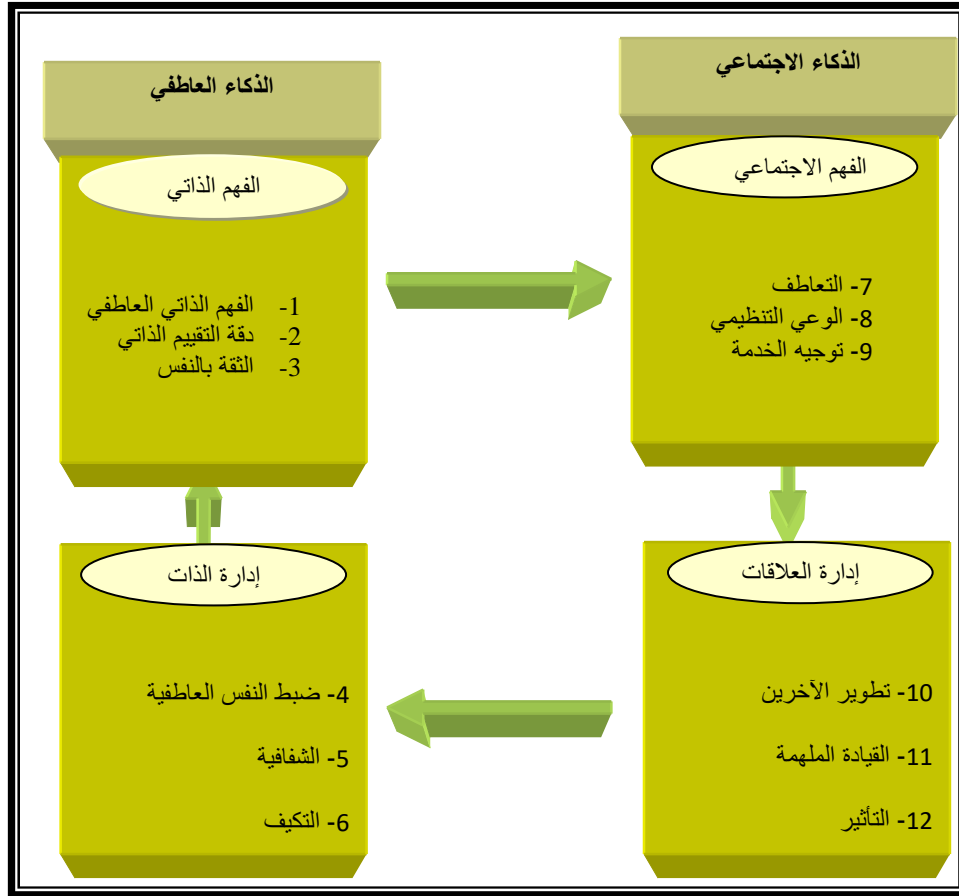 الذكاء الاجتماعي
الفهم الاجتماعي
7- التعاطف
8- الوعي التنظيمي
9- توجيه الخدمة
الذكاء العاطفي
الفهم الذاتي
1- الفهم الذاتي العاطفي
2- دقة التقييم الذاتي
3- الثقة بالنفس
إدارة العلاقات
10- تطوير الآخرين
11- القيادة الملهمة
12- التأثير
إدارة الذات
4- ضبط النفس العاطفية
5- الشفافية
6- التكيف